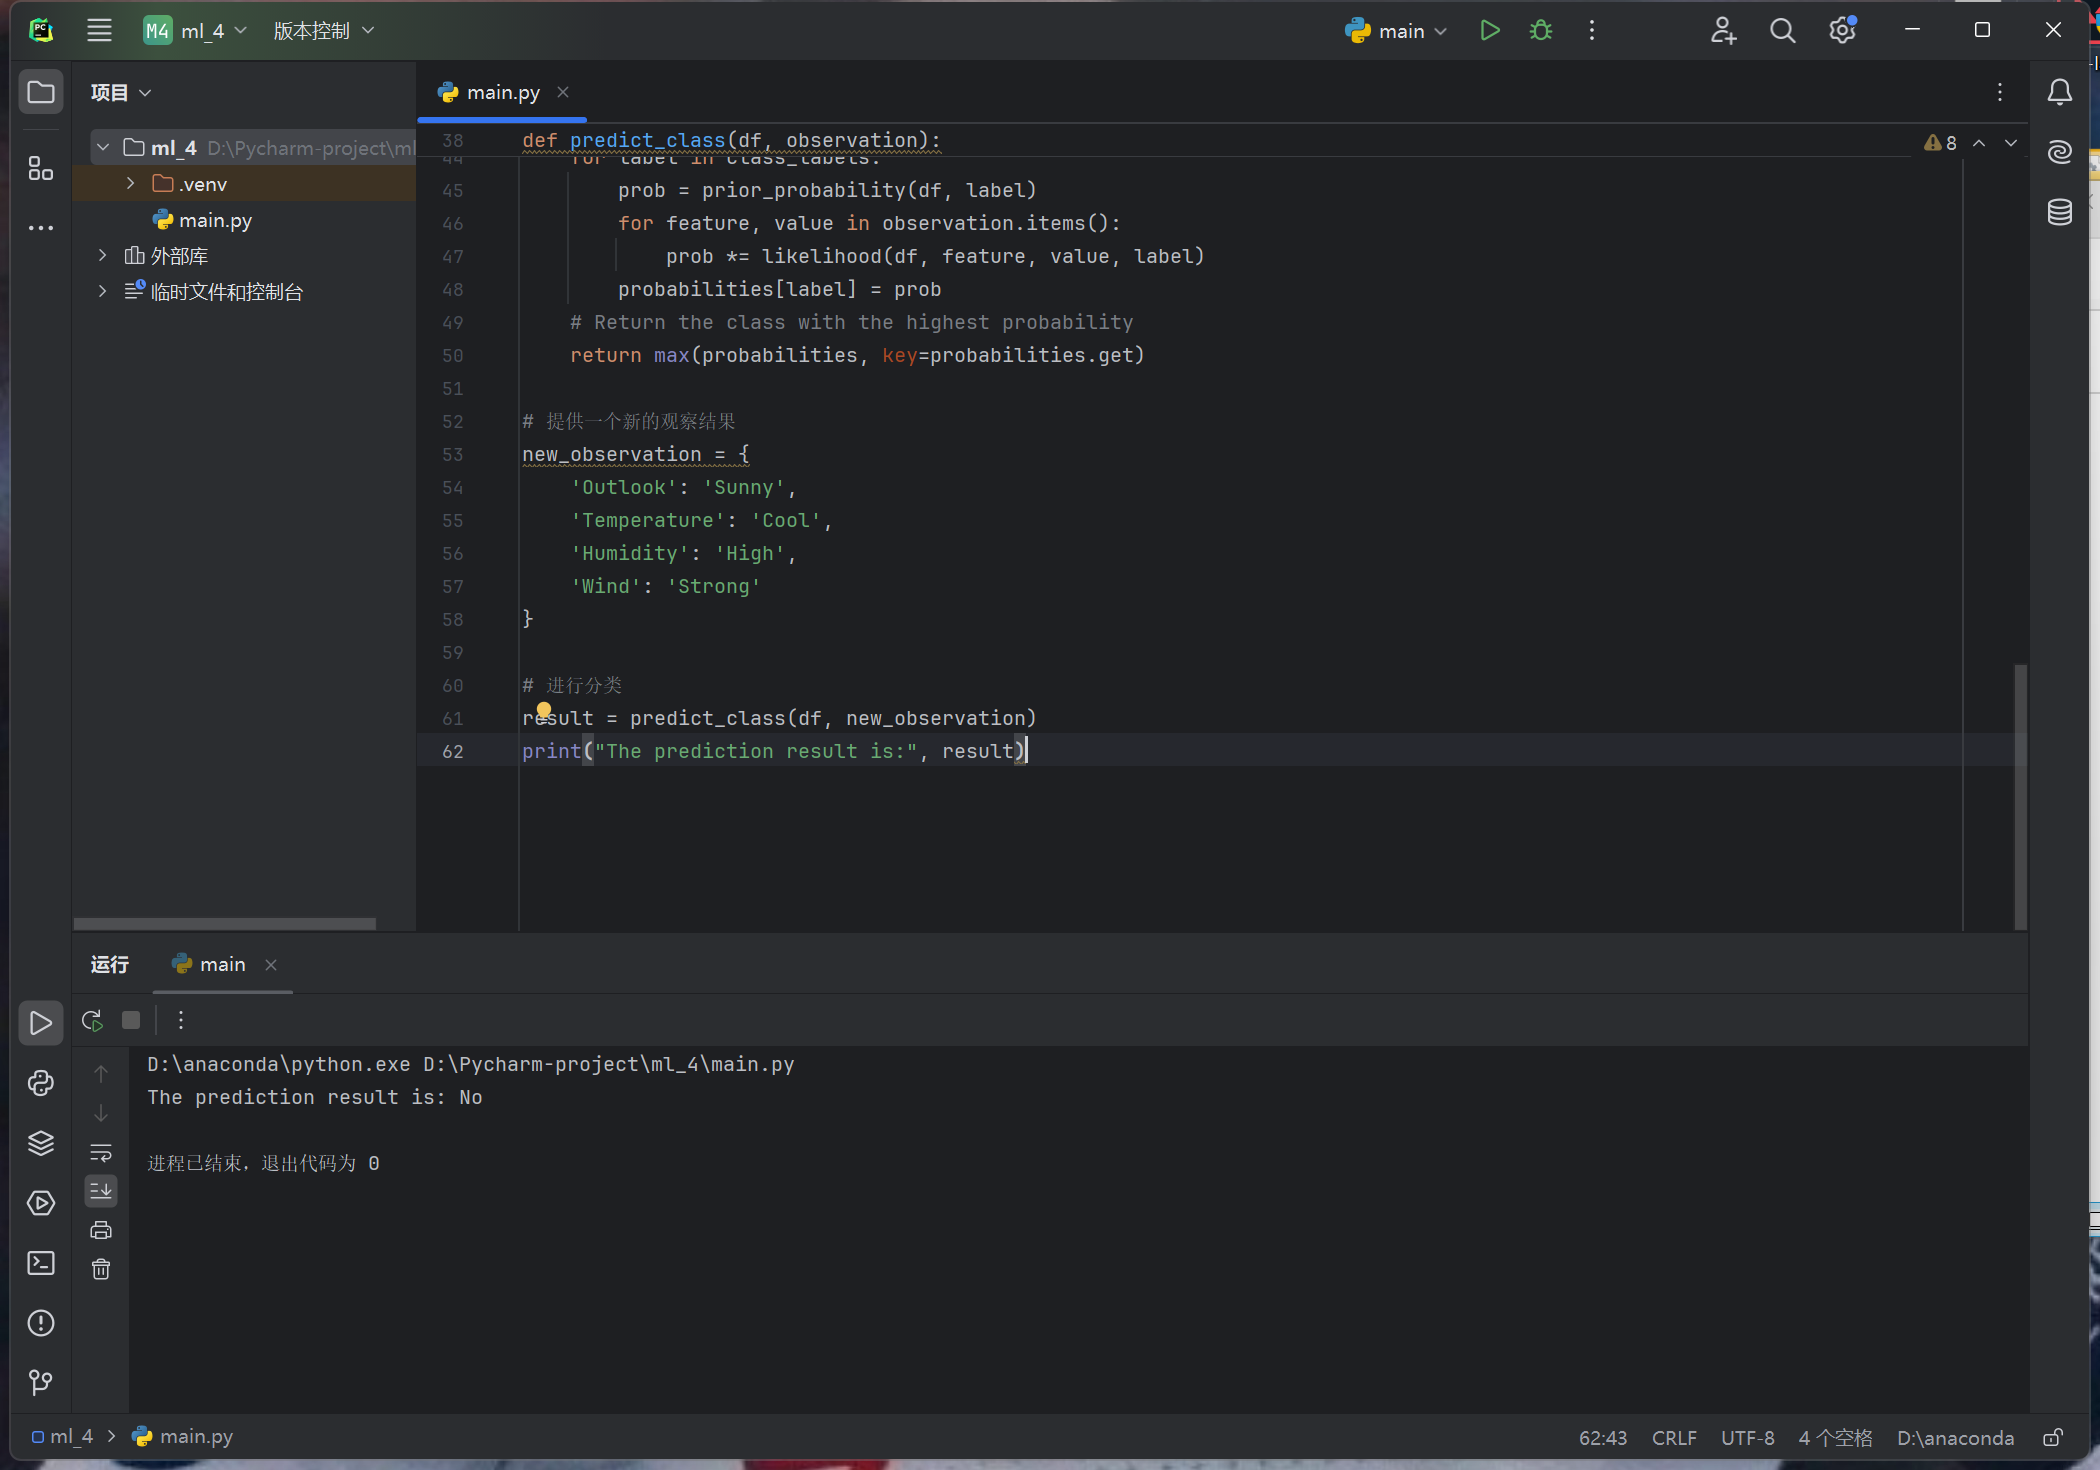 M4 ml_4 版本控制 main
项目
ml_4 D:\Pycharm-project\ml
.venv
main.py
外部库
临时文件和控制台
main.py
38 def predict_class(df, observation):
8
44 for label in class_labels:
45 prob = prior_probability(df, label)
46 for feature, value in observation.items():
47 prob *= likelihood(df, feature, value, label)
48 probabilities[label] = prob
49 # Return the class with the highest probability
50 return max(probabilities, key=probabilities.get)
51
52 # 提供一个新的观察结果
53 new_observation = {
54 'Outlook': 'Sunny',
55 'Temperature': 'Cool',
56 'Humidity': 'High',
57 'Wind': 'Strong'
58 }
59
60 # 进行分类
61 result = predict_class(df, new_observation)
62 print("The prediction result is:", result)
运行 main
D:\anaconda\python.exe D:\Pycharm-project\ml_4\main.py
The prediction result is: No
进程已结束，退出代码为 0
ml_4 > main.py
62:43 CRLF UTF-8 4 个空格 D:\anaconda